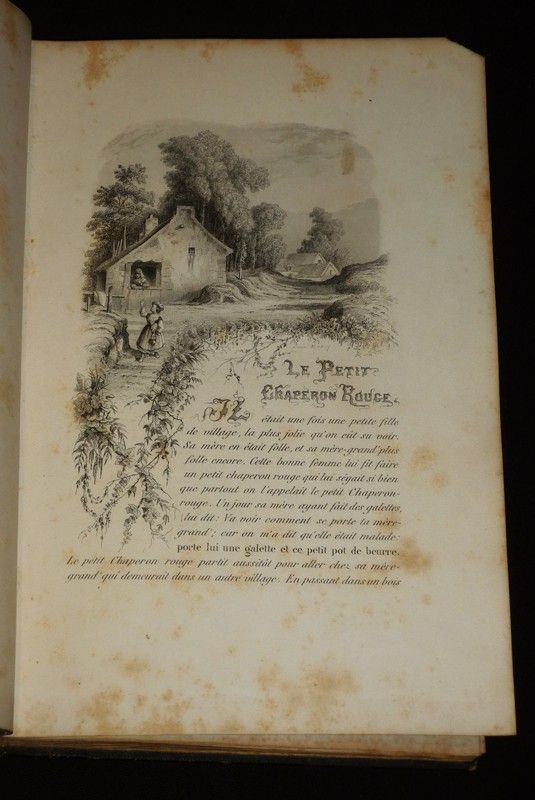 LE PETIT
CHAPERON ROUGE.
IL était une fois une petite fille
de village, la plus jolie qu'on eût su voir.
Sa mère en était folle, et sa mère-grand' plus
folle encore. Cette bonne femme lui fit faire
un petit chaperon rouge qui lui séyait si bien
que partout on l'appelait le petit Chaperon-
rouge. Un jour sa mère ayant fait des galettes,
lui dit: Va voir comment se porte ta mère-
grand'; car on m'a dit qu'elle était malade:
porte lui une galette et ce petit pot de beurre.
Le petit Chaperon rouge partit aussitôt pour aller chez sa mère-
grand' qui demeurait dans un autre village. En passant dans un bois